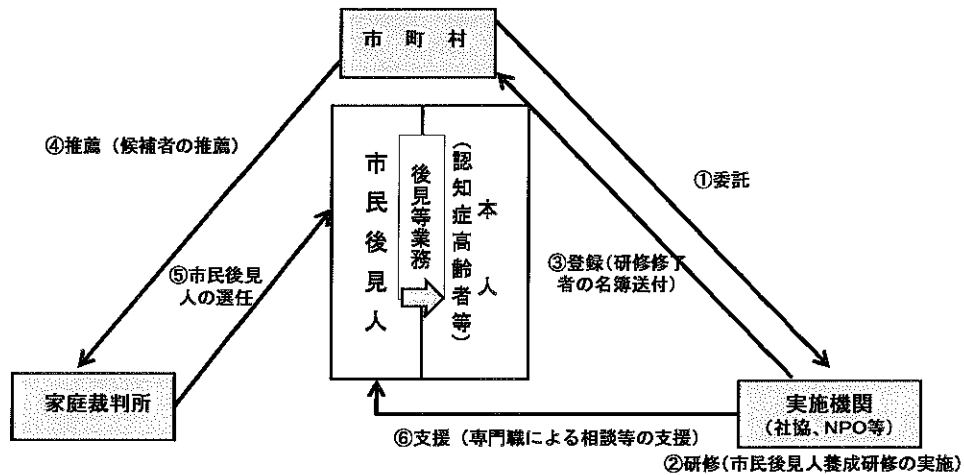 市　町　村
④推薦（候補者の推薦）
①委託
市民後見人
後見等業務
本人
（認知症高齢者等）
③登録（研修修了
者の名簿送付）
⑤市民後見
人の選任
家庭裁判所
実施機関
（社協、NPO等）
⑥支援（専門職による相談等の支援）
②研修（市民後見人養成研修の実施）